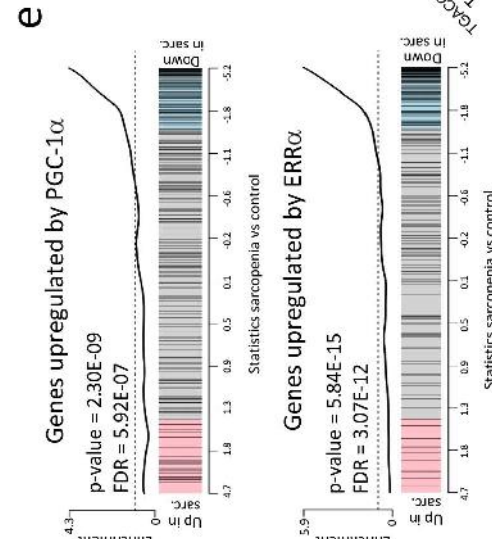 e
Genes upregulated by PGC-1α
p-value = 2.30E-09
FDR = 5.92E-07
4.3
0
Up in
sarc.
Down
in sarc.
4.7
1.8
1.3
0.9
0.5
0.1
-0.2
-0.6
-1.1
-1.8
-5.2
Statistics sarcopenia vs control
Genes upregulated by ERRα
p-value = 5.84E-15
FDR = 3.07E-12
5.9
0
Up in
sarc.
Down
in sarc.
4.7
1.8
1.3
0.9
0.5
0.1
-0.2
-0.6
-1.1
-1.8
-5.2
Statistics sarcopenia vs control